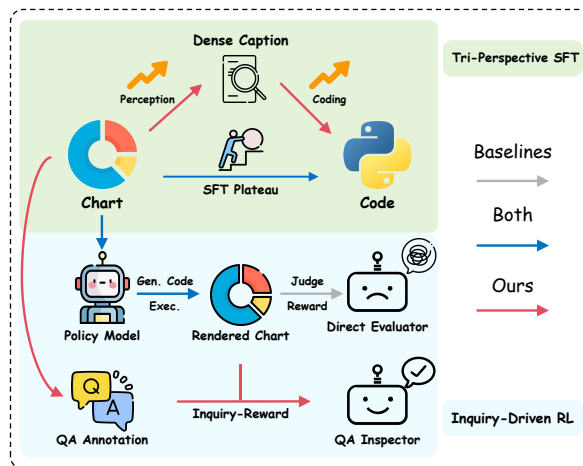 Dense Caption
Tri-Perspective SFT
Perception
Coding
Baselines
SFT Plateau
Chart
Code
Both
Gen. Code
Judge
Exec.
Reward
Ours
Policy Model
Rendered Chart
Direct Evaluator
Q
A
Inquiry-Reward
QA Annotation
QA Inspector
Inquiry-Driven RL